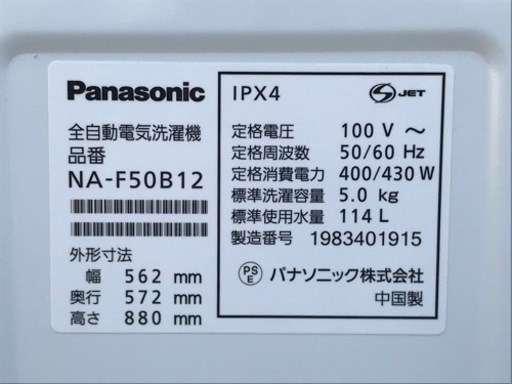 Panasonic
全自動電気洗濯機
品番
NA-F50B12
外形寸法
幅 562 mm
奥行 572 mm
高さ 880 mm
IPX4
S JET
定格電圧 100 V ～
定格周波数 50/60 Hz
定格消費電力 400/430 W
標準洗濯容量 5.0 kg
標準使用水量 114 L
製造番号 1983401915
PS E パナソニック株式会社
中国製